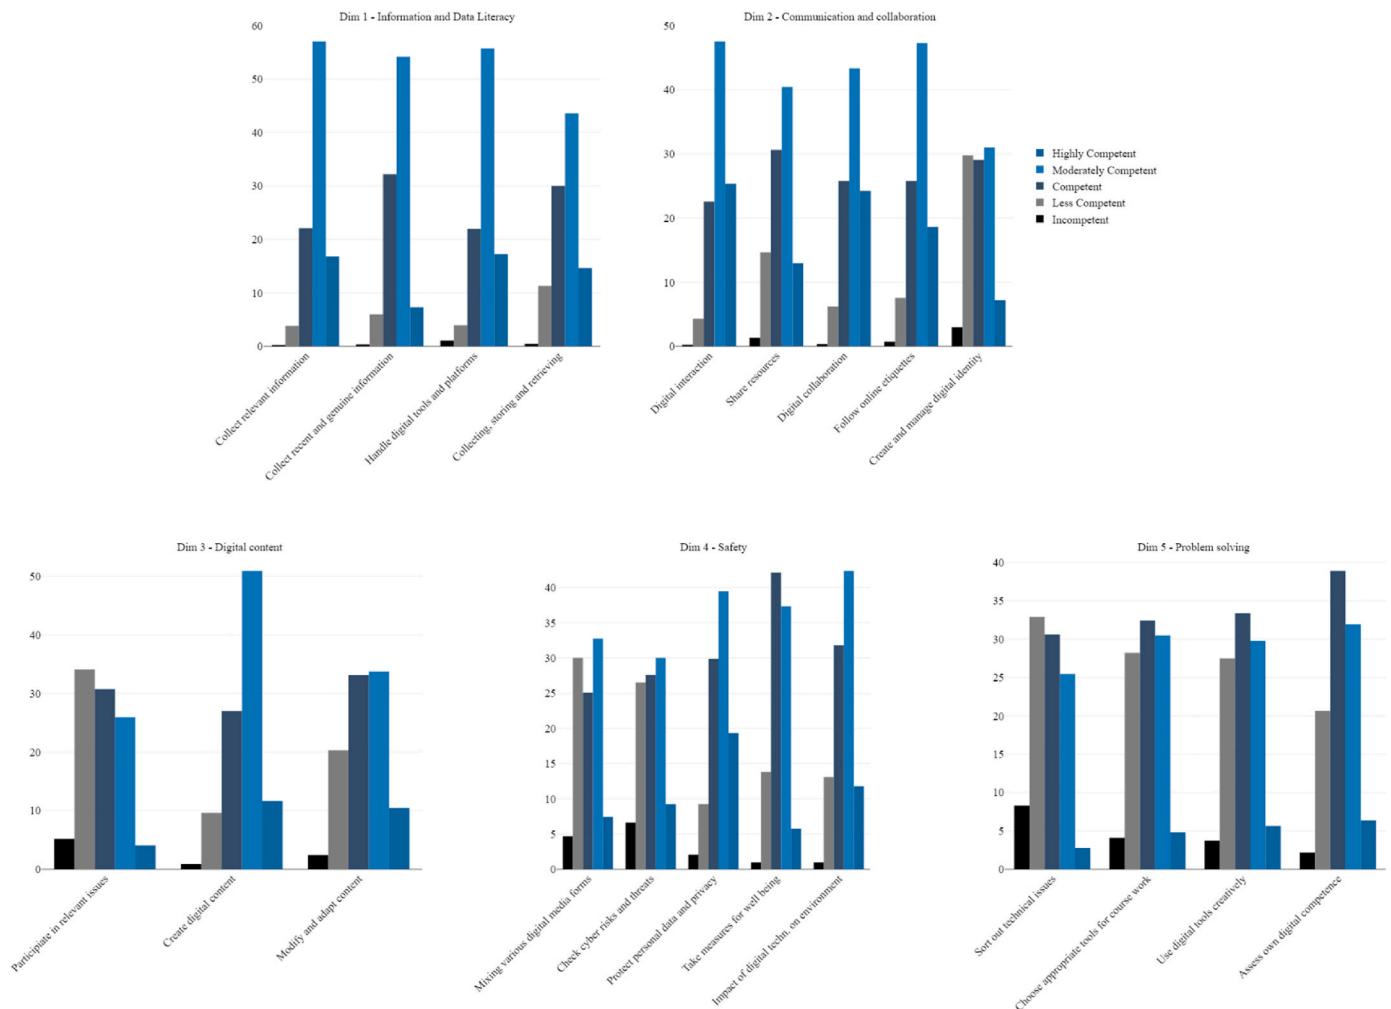 Dim 1 - Information and Data Literacy
60
50
40
30
20
10
0
Collect relevant information
Collect recent and genuine information
Handle digital tools and platforms
Collecting, storing and retrieving
Dim 2 - Communication and collaboration
50
40
30
20
10
0
Digital interaction
Share resources
Digital collaboration
Follow online etiquettes
Create and manage digital identity
Highly Competent
Moderately Competent
Competent
Less Competent
Incompetent
Dim 3 - Digital content
50
40
30
20
10
0
Participiate in relevant issues
Create digital content
Modify and adapt content
Dim 4 - Safety
40
35
30
25
20
15
10
5
0
Mixing various digital media forms
Check cyber risks and threats
Protect personal data and privacy
Take measures for well being
Impact of digital techn. on environment
Dim 5 - Problem solving
40
35
30
25
20
15
10
5
0
Sort out technical issues
Choose appropriate tools for course work
Use digital tools creatively
Assess own digital competence